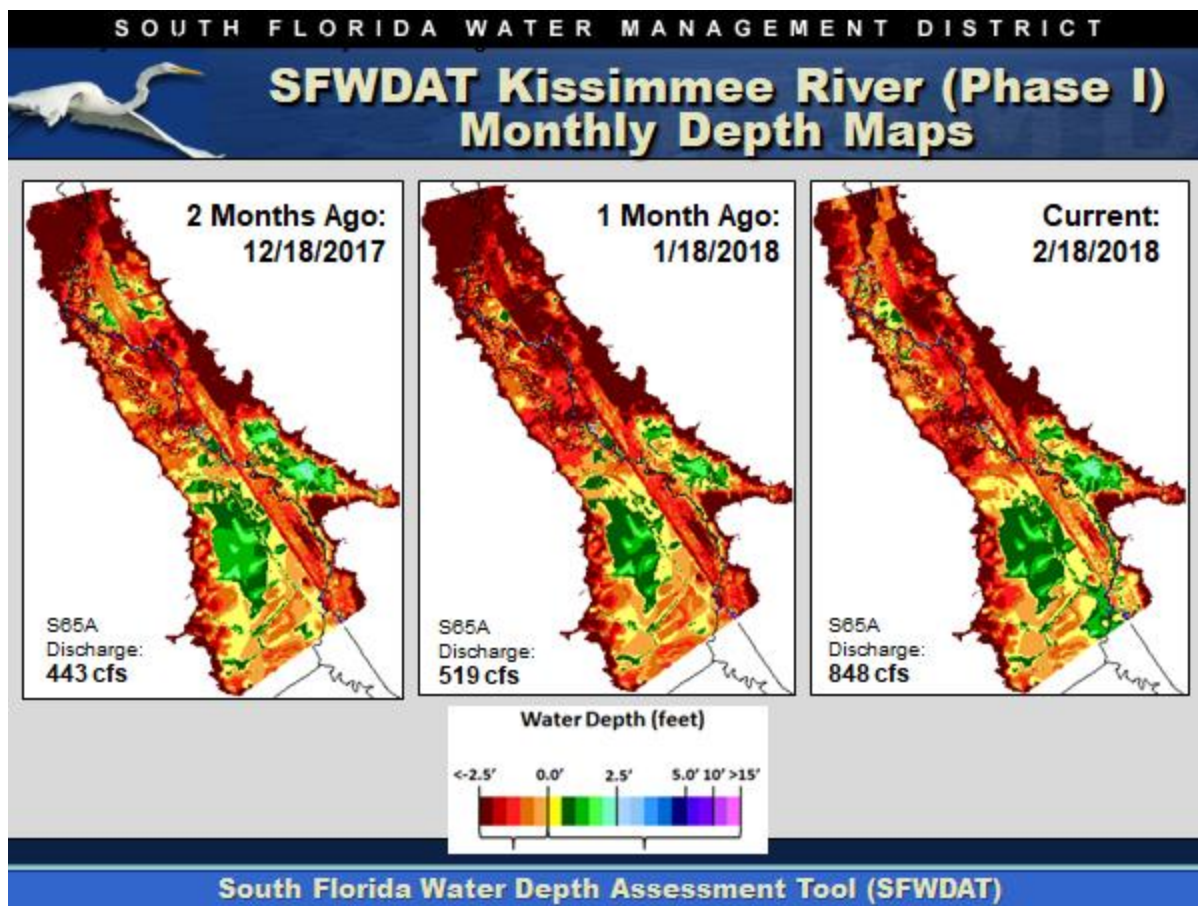 SOUTH FLORIDA WATER MANAGEMENT DISTRICT
SFWDAT Kissimmee River (Phase I)
Monthly Depth Maps
2 Months Ago:
12/18/2017
S65A
Discharge:
443 cfs
1 Month Ago:
1/18/2018
S65A
Discharge:
519 cfs
Current:
2/18/2018
S65A
Discharge:
848 cfs
Water Depth (feet)
<-2.5' 0.0' 2.5' 5.0' 10' >15'
South Florida Water Depth Assessment Tool (SFWDAT)